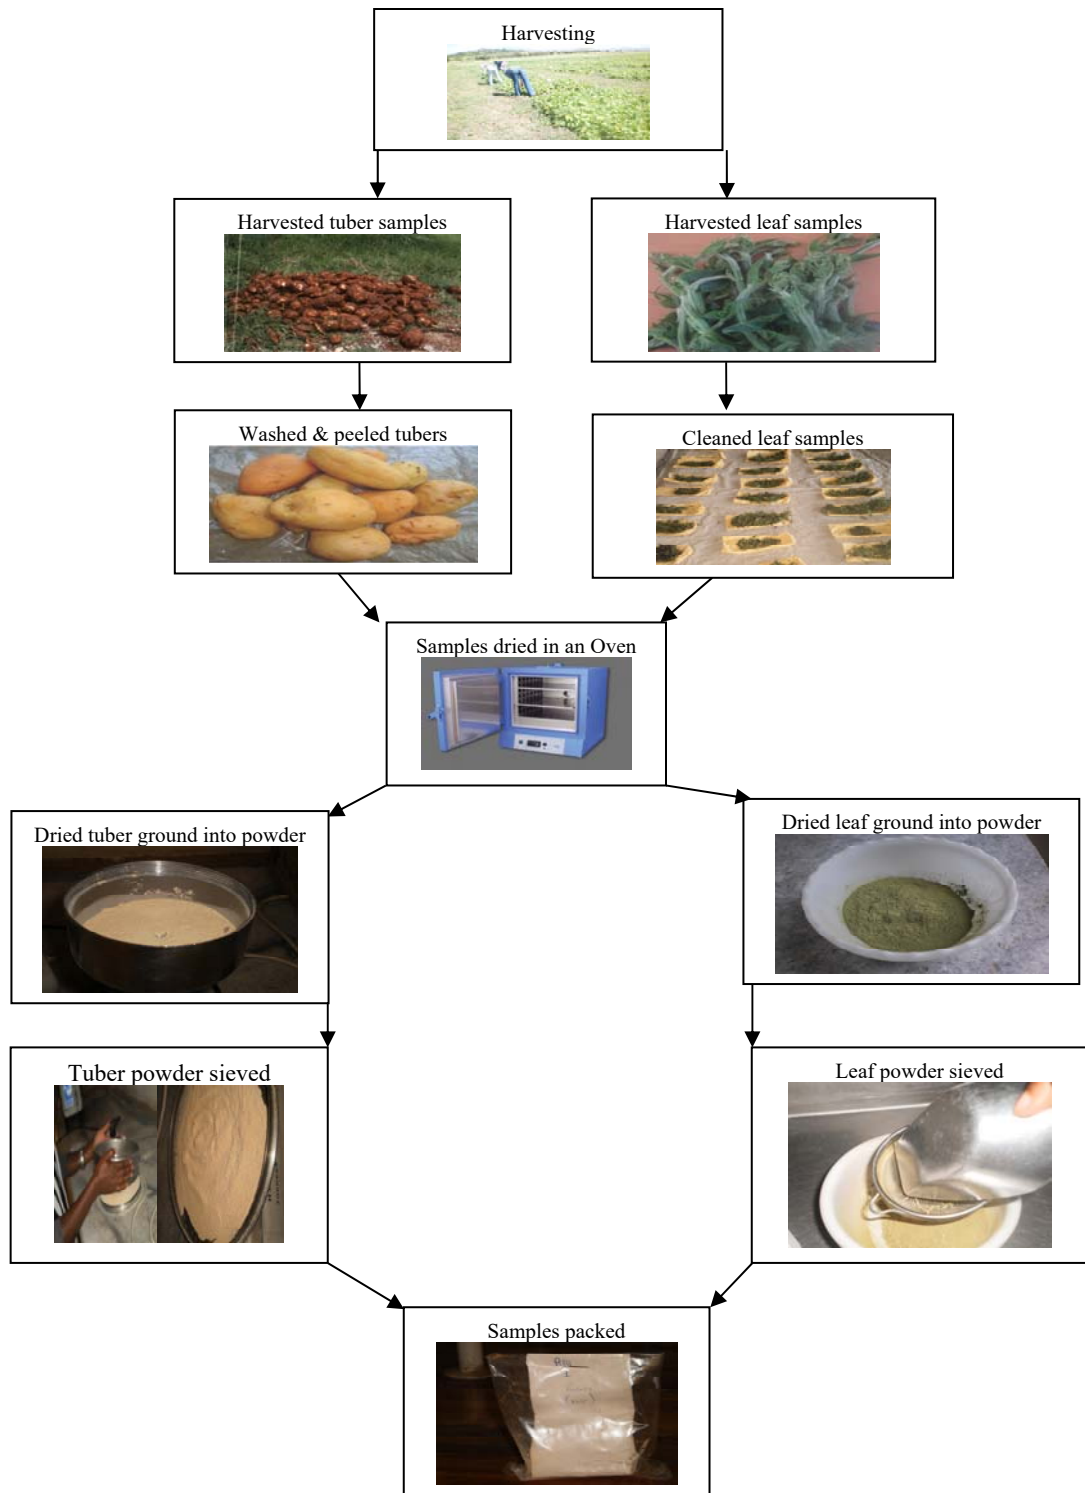 Harvesting
Harvested tuber samples
Harvested leaf samples
Washed & peeled tubers
Cleaned leaf samples
Samples dried in an Oven
Dried tuber ground into powder
Dried leaf ground into powder
Tuber powder sieved
Leaf powder sieved
Samples packed